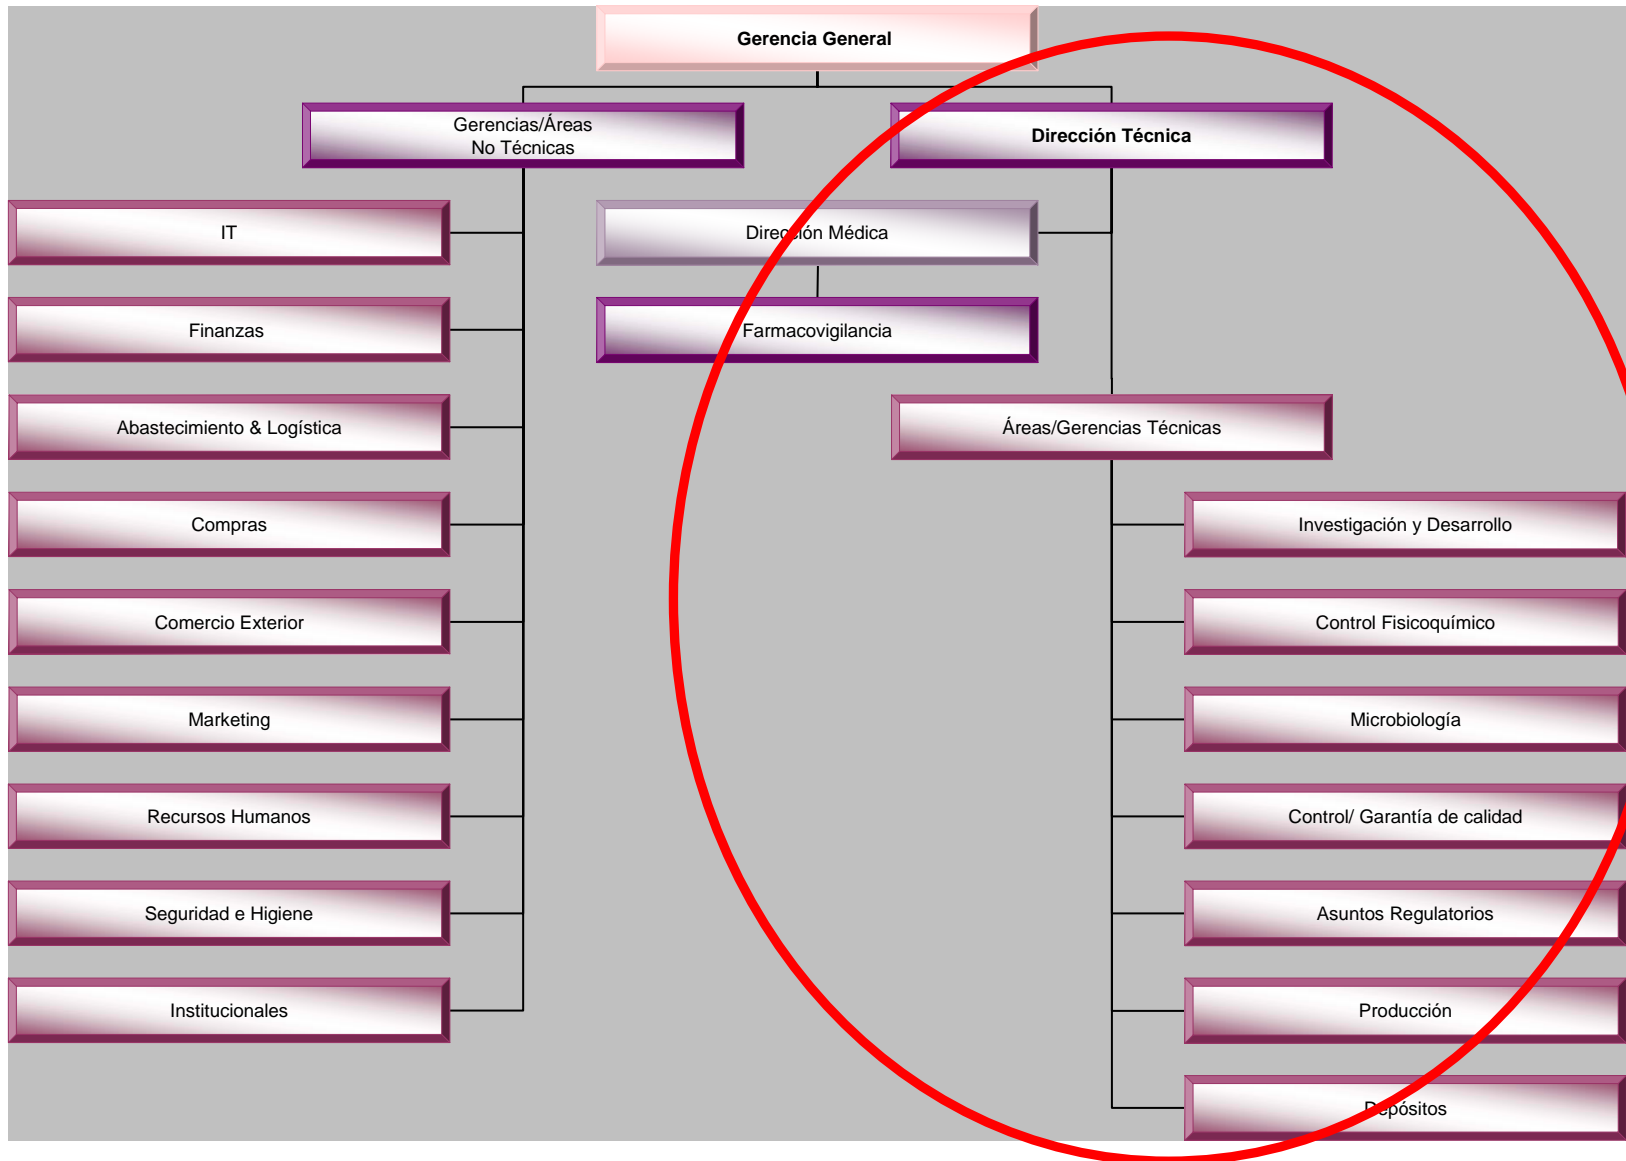 Gerencia General
Gerencias/Áreas
No Técnicas
Dirección Técnica
IT
Dirección Médica
Finanzas
Farmacovigilancia
Abastecimiento & Logística
Áreas/Gerencias Técnicas
Compras
Investigación y Desarrollo
Comercio Exterior
Control Fisicoquímico
Marketing
Microbiología
Recursos Humanos
Control/ Garantía de calidad
Seguridad e Higiene
Asuntos Regulatorios
Institucionales
Producción
Depósitos